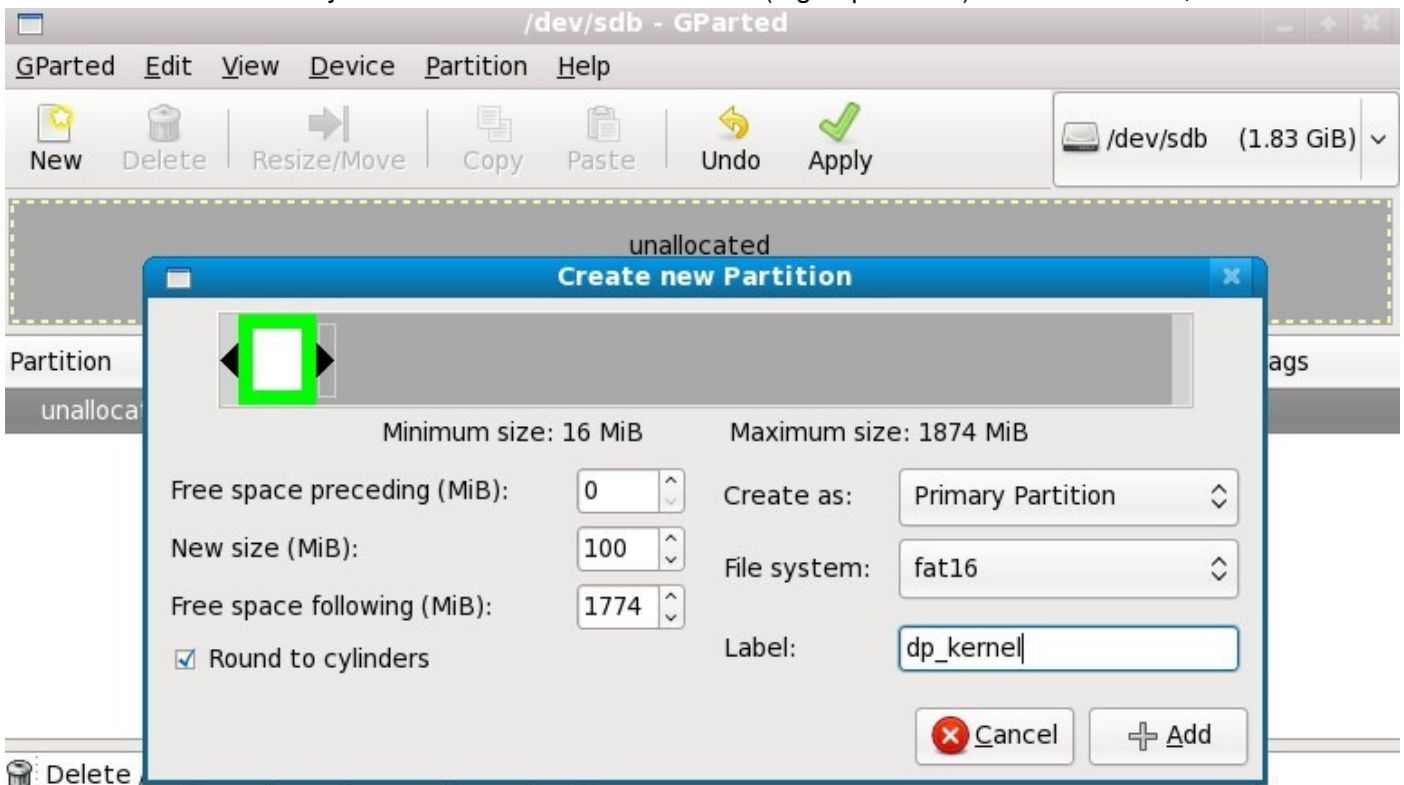 /dev/sdb - GParted
GParted Edit View Device Partition Help
New Delete Resize/Move Copy Paste Undo Apply /dev/sdb (1.83 GiB)
unallocated
Create new Partition
Partition
Minimum size: 16 MiB Maximum size: 1874 MiB
Free space preceding (MiB): 0 Create as: Primary Partition
New size (MiB): 100 File system: fat16
Free space following (MiB): 1774
Round to cylinders Label: dp_kernel
Cancel Add
Delete